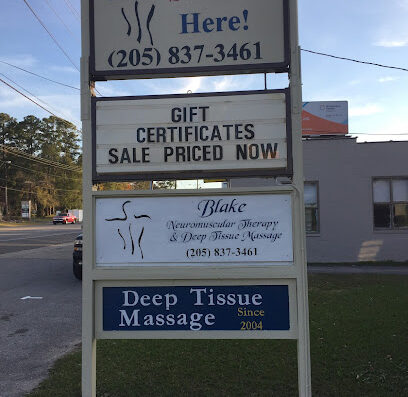 Here!
(205) 837-3461
GIFT
CERTIFICATES
SALE PRICED NOW
Blake
Neuromuscular Therapy
& Deep Tissue Massage
(205) 837-3461
Deep Tissue
Massage
Since
2004